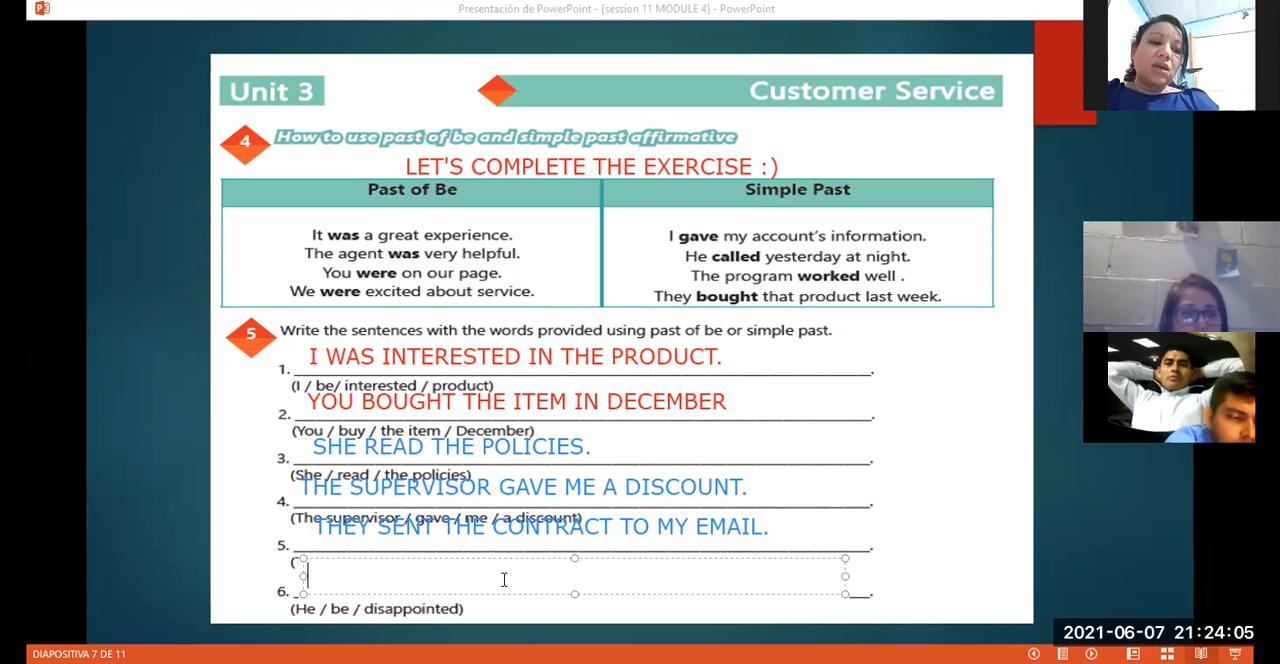 Presentación de PowerPoint - [session 11 MODULE 4] - PowerPoint
Unit 3
Customer Service
4 How to use past of be and simple past affirmative
LET'S COMPLETE THE EXERCISE :)
Past of Be
Simple Past
It was a great experience.
The agent was very helpful.
You were on our page.
We were excited about service.
I gave my account's information.
He called yesterday at night.
The program worked well .
They bought that product last week.
5 Write the sentences with the words provided using past of be or simple past.
I WAS INTERESTED IN THE PRODUCT.
1. .
(I / be/ interested / product)
YOU BOUGHT THE ITEM IN DECEMBER
2. .
(You / buy / the item / December)
SHE READ THE POLICIES.
3. .
(She / read / the policies)
THE SUPERVISOR GAVE ME A DISCOUNT.
4. .
(The supervisor / gave / me / a discount)
THEY SENT THE CONTRACT TO MY EMAIL.
5. .
(
6. .
(He / be / disappointed)
2021-06-07 21:24:05
DIAPOSITIVA 7 DE 11